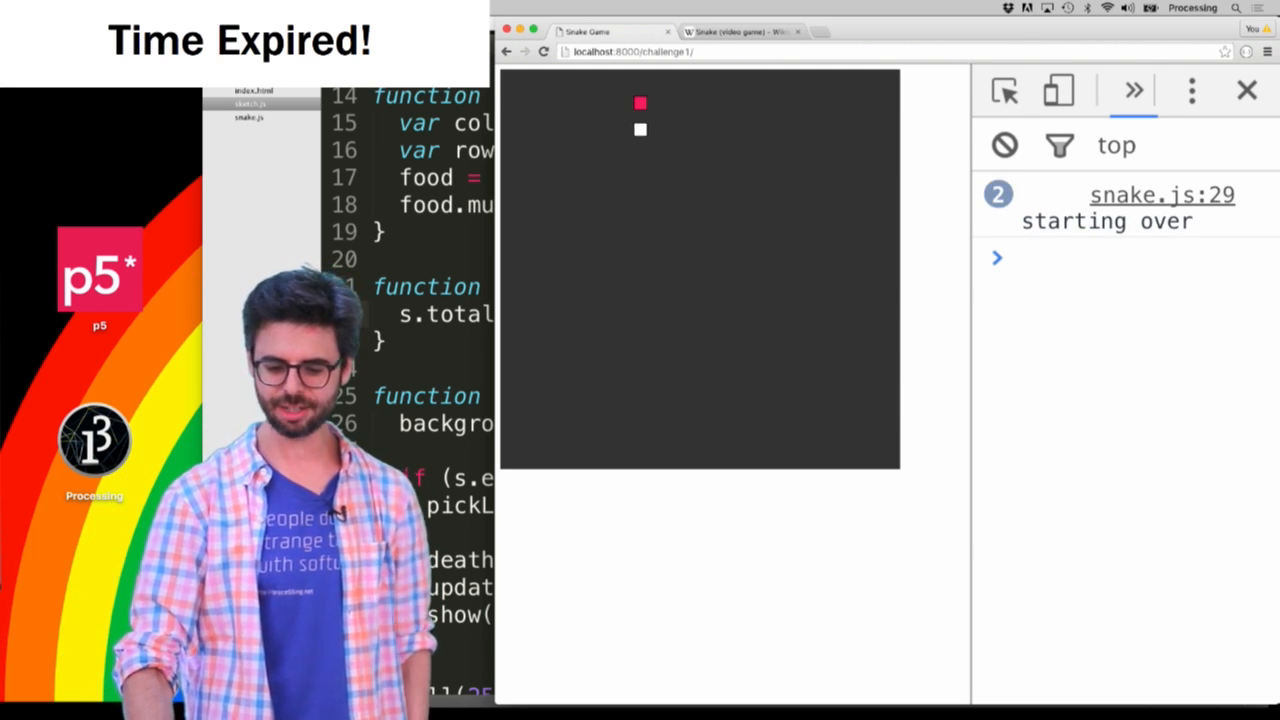 Time Expired!
Processing
Snake Game
Snake (video game) - Wiki
You
localhost:8000/challenge1/
index.html
sketch.js
snake.js
14 function
15 var col
16 var row
17 food =
18 food.mu
19 }
20
function
s.total
}
25 function
26 backgro
if (s.e
pickL
death
updat
show(
top
2 snake.js:29
starting over
p5*
p5
Processing
people do
strange t
with softw